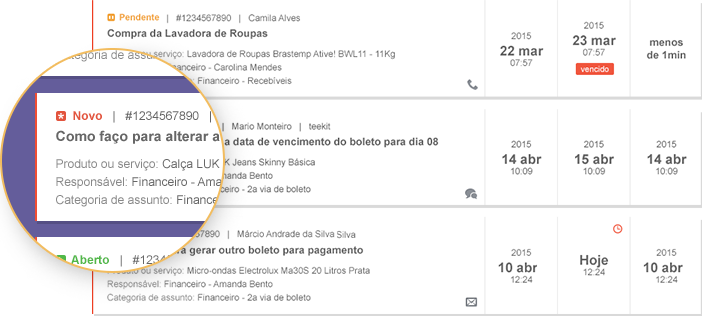 Pendente | #1234567890 | Camila Alves
Compra da Lavadora de Roupas
Produto ou serviço: Lavadora de Roupas Brastemp Ative! BWL11 - 11Kg
Financeiro - Carolina Mendes
Categoria de assunto: Financeiro - Recebíveis
2015
22 mar
07:57
2015
23 mar
07:57
vencido
menos
de 1min
Novo | #1234567890 |
Como faço para alterar a
Produto ou serviço: Calça LUK
Responsável: Financeiro - Ama
Categoria de assunto: Financeiro
| Mario Monteiro | teekit
a data de vencimento do boleto para dia 08
K Jeans Skinny Básica
Amanda Bento
Financeiro - 2a via de boleto
2015
14 abr
10:09
2015
15 abr
10:09
2015
14 abr
10:09
Aberto | #1234567890 | Márcio Andrade da Silva Silva
gerar outro boleto para pagamento
Produto ou serviço: Micro-ondas Electrolux Ma30S 20 Litros Prata
Responsável: Financeiro - Amanda Bento
Categoria de assunto: Financeiro - 2a via de boleto
2015
10 abr
12:24
Hoje
12:24
2015
10 abr
12:24